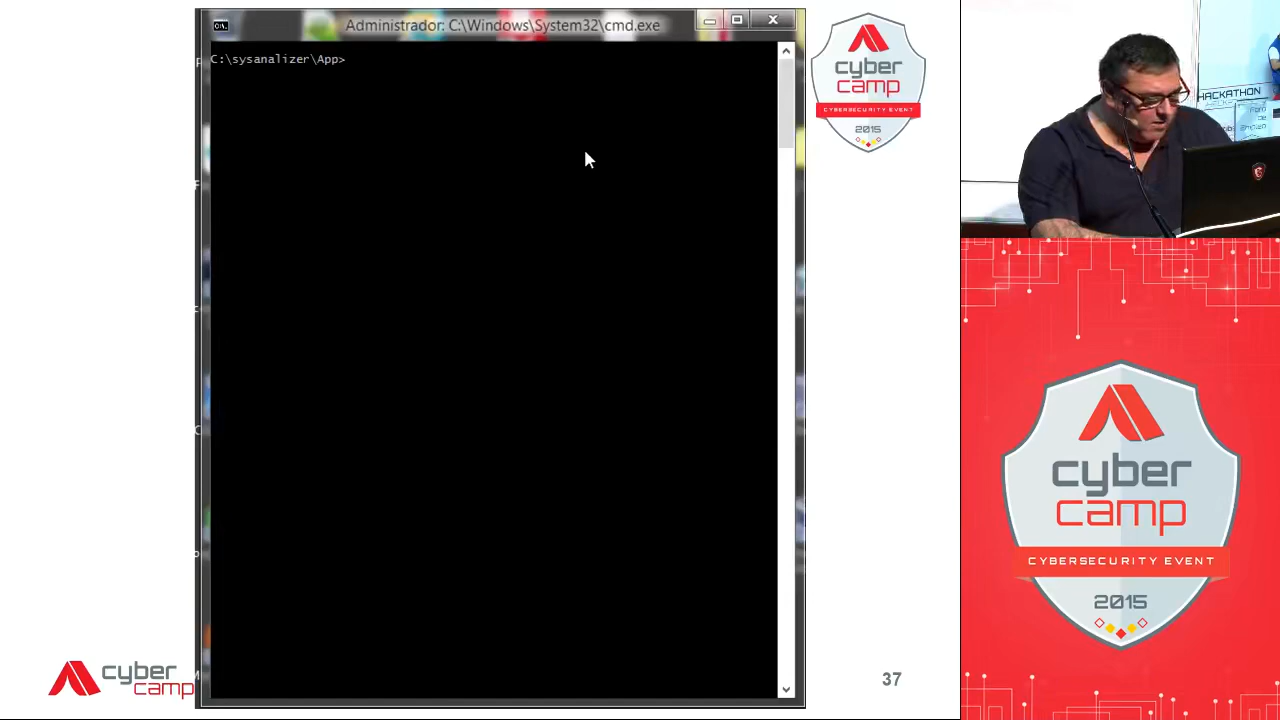 Administrador: C:\Windows\System32\cmd.exe
C:\sysanalizer\App>
cyber
camp
CYBERSECURITY EVENT
2015
HACKATHON
cyber
camp
CYBERSECURITY EVENT
2015
cyber
camp
37